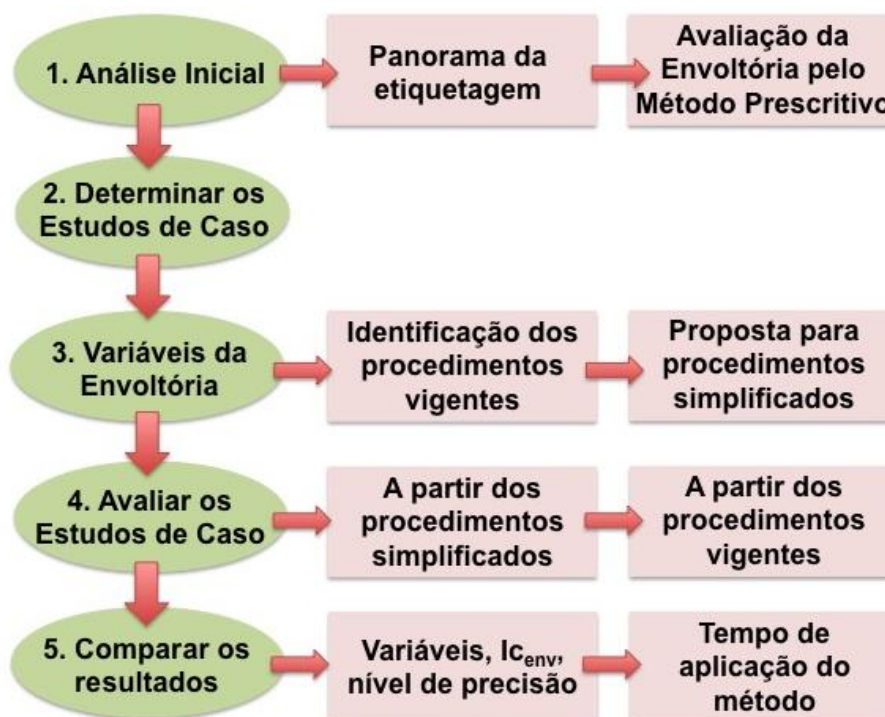 1. Análise Inicial
Panorama da
etiquetagem
Avaliação da
Envoltória pelo
Método Prescritivo
2. Determinar os
Estudos de Caso
3. Variáveis da
Envoltória
Identificação dos
procedimentos
vigentes
Proposta para
procedimentos
simplificados
4. Avaliar os
Estudos de Caso
A partir dos
procedimentos
simplificados
A partir dos
procedimentos
vigentes
5. Comparar os
resultados
Variáveis, Icenv,
nível de precisão
Tempo de
aplicação do
método